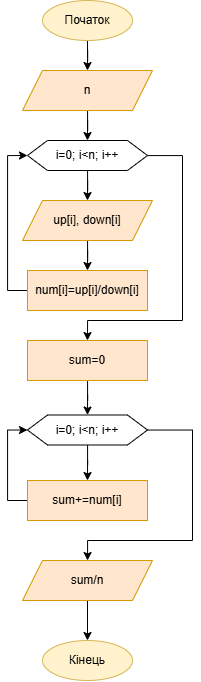 Початок
n
i=0; i<n; i++
up[i], down[i]
num[i]=up[i]/down[i]
sum=0
i=0; i<n; i++
sum+=num[i]
sum/n
Кінець